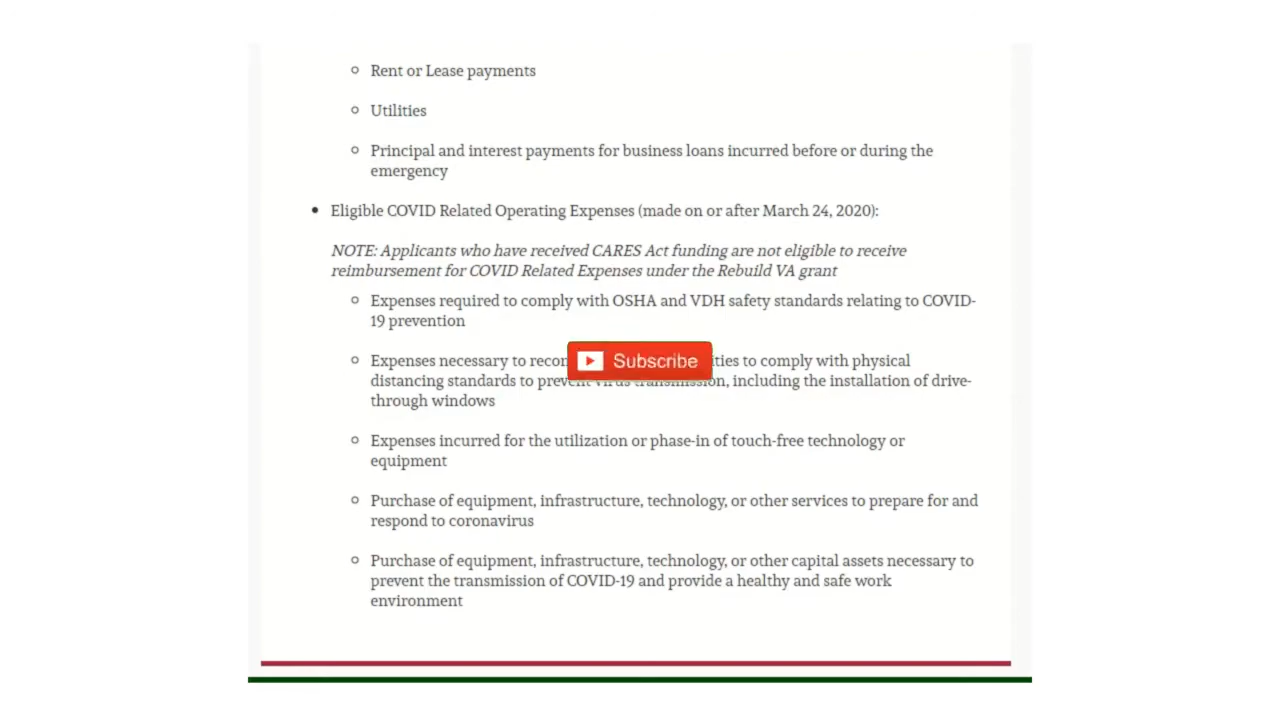 Rent or Lease payments
Utilities
Principal and interest payments for business loans incurred before or during the
emergency
Eligible COVID Related Operating Expenses (made on or after March 24, 2020):
NOTE: Applicants who have received CARES Act funding are not eligible to receive
reimbursement for COVID Related Expenses under the Rebuild VA grant
Expenses required to comply with OSHA and VDH safety standards relating to COVID-
19 prevention
Expenses necessary to to comply with physical
Subscribe
distancing standards to prevent virus transmission, including the installation of drive-
through windows
Expenses incurred for the utilization or phase-in of touch-free technology or
equipment
Purchase of equipment, infrastructure, technology, or other services to prepare for and
respond to coronavirus
Purchase of equipment, infrastructure, technology, or other capital assets necessary to
prevent the transmission of COVID-19 and provide a healthy and safe work
environment